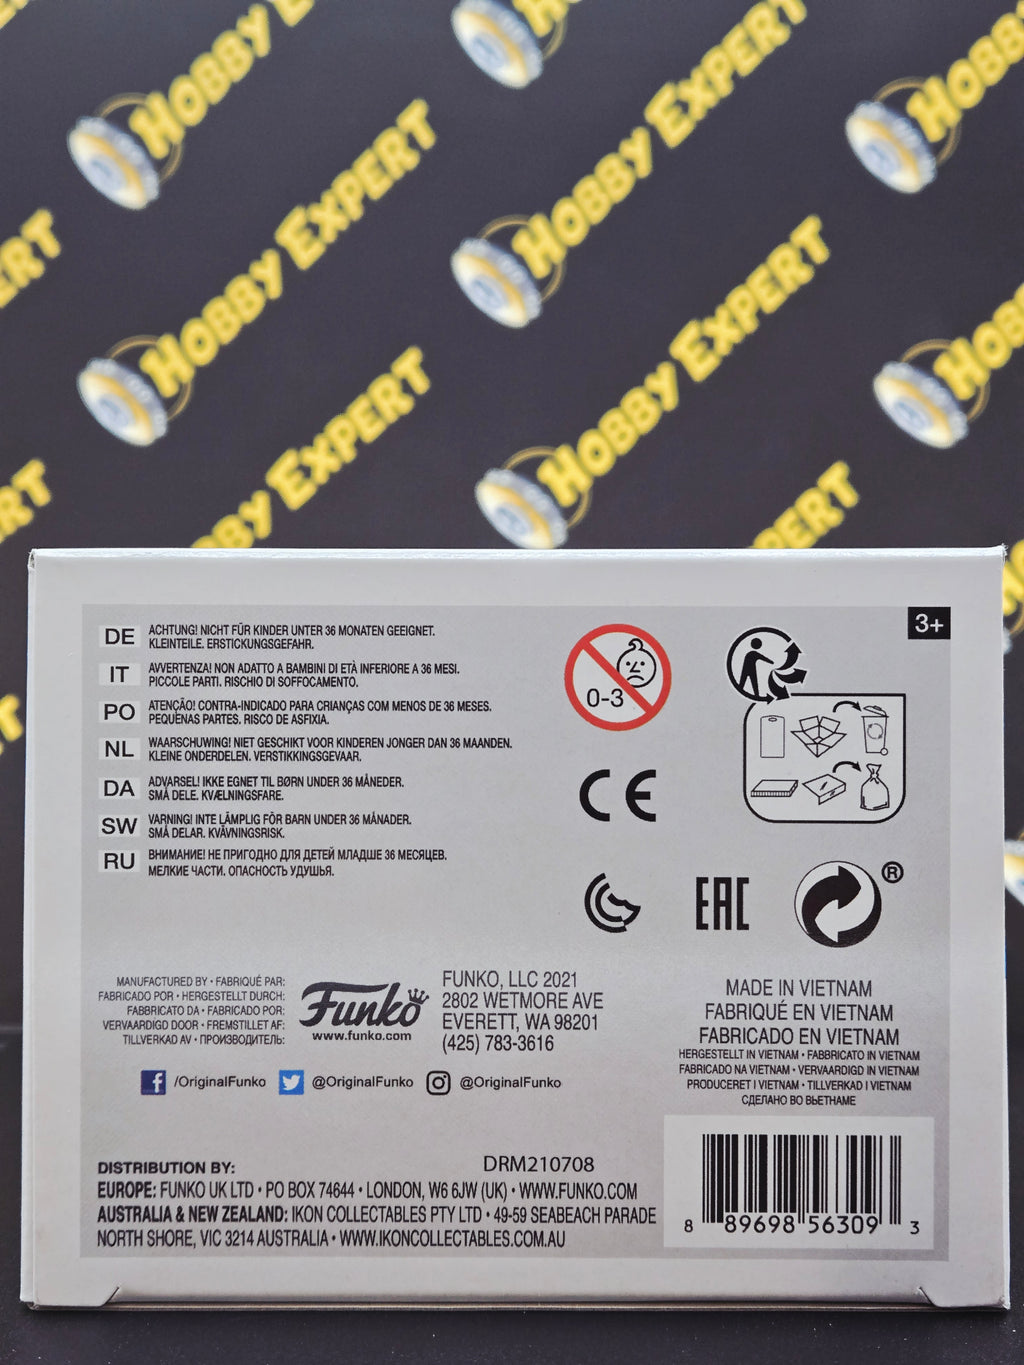 HOBBY EXPERT
HOBBY EXPERT
HOBBY EXPERT
HOBBY EXPERT
3+
DE ACHTUNG! NICHT FÜR KINDER UNTER 36 MONATEN GEEIGNET.
KLEINTEILE. ERSTICKUNGSGEFAHR.
IT AVVERTENZA! NON ADATTO A BAMBINI DI ETÀ INFERIORE A 36 MESI.
PICCOLE PARTI. RISCHIO DI SOFFOCAMENTO.
PO ATENÇÃO! CONTRA-INDICADO PARA CRIANÇAS COM MENOS DE 36 MESES.
PEQUENAS PARTES. RISCO DE ASFIXIA.
NL WAARSCHUWING! NIET GESCHIKT VOOR KINDEREN JONGER DAN 36 MAANDEN.
KLEINE ONDERDELEN. VERSTIKKINGSGEVAAR.
DA ADVARSEL! IKKE EGNET TIL BØRN UNDER 36 MÅNEDER.
SMÅ DELE. KVÆLNINGSFARE.
SW VARNING! INTE LÄMPLIG FÖR BARN UNDER 36 MÅNADER.
SMÅ DELAR. KVÄVNINGSRISK.
RU ВНИМАНИЕ! НЕ ПРИГОДНО ДЛЯ ДЕТЕЙ МЛАДШЕ 36 МЕСЯЦЕВ.
МЕЛКИЕ ЧАСТИ. ОПАСНОСТЬ УДУШЬЯ.
0-3
CE
EAC
®
MANUFACTURED BY • FABRIQUÉ PAR:
FABRICADO POR • HERGESTELLT DURCH:
FABBRICATO DA • FABRICADO POR:
VERVAARDIGD DOOR • FREMSTILLET AF:
TILLVERKAD AV • ПРОИЗВОДИТЕЛЬ:
Funko
www.funko.com
FUNKO, LLC 2021
2802 WETMORE AVE
EVERETT, WA 98201
(425) 783-3616
/OriginalFunko @OriginalFunko @OriginalFunko
MADE IN VIETNAM
FABRIQUÉ EN VIETNAM
FABRICADO EN VIETNAM
HERGESTELLT IN VIETNAM • FABBRICATO IN VIETNAM
FABRICADO NA VIETNAM • VERVAARDIGD IN VIETNAM
PRODUCERET I VIETNAM • TILLVERKAD I VIETNAM
СДЕЛАНО ВО ВЬЕТНАМЕ
DISTRIBUTION BY: DRM210708
EUROPE: FUNKO UK LTD • PO BOX 74644 • LONDON, W6 6JW (UK) • WWW.FUNKO.COM
AUSTRALIA & NEW ZEALAND: IKON COLLECTABLES PTY LTD • 49-59 SEABEACH PARADE
NORTH SHORE, VIC 3214 AUSTRALIA • WWW.IKONCOLLECTABLES.COM.AU
8 89698 56309 3